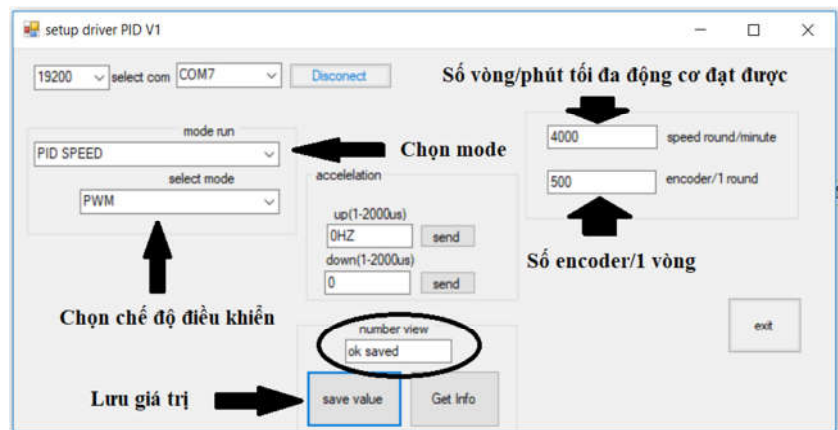 setup driver PID V1
19200 select com COM7 Disconect
Số vòng/phút tối đa động cơ đạt được
mode run
PID SPEED
Chọn mode
4000 speed round/minute
select mode
PWM
accelelation
500 encoder/1 round
up(1-2000us)
0HZ send
down(1-2000us)
0 send
Số encoder/1 vòng
Chọn chế độ điều khiển
number view
ok saved
exit
Lưu giá trị
save value Get Info